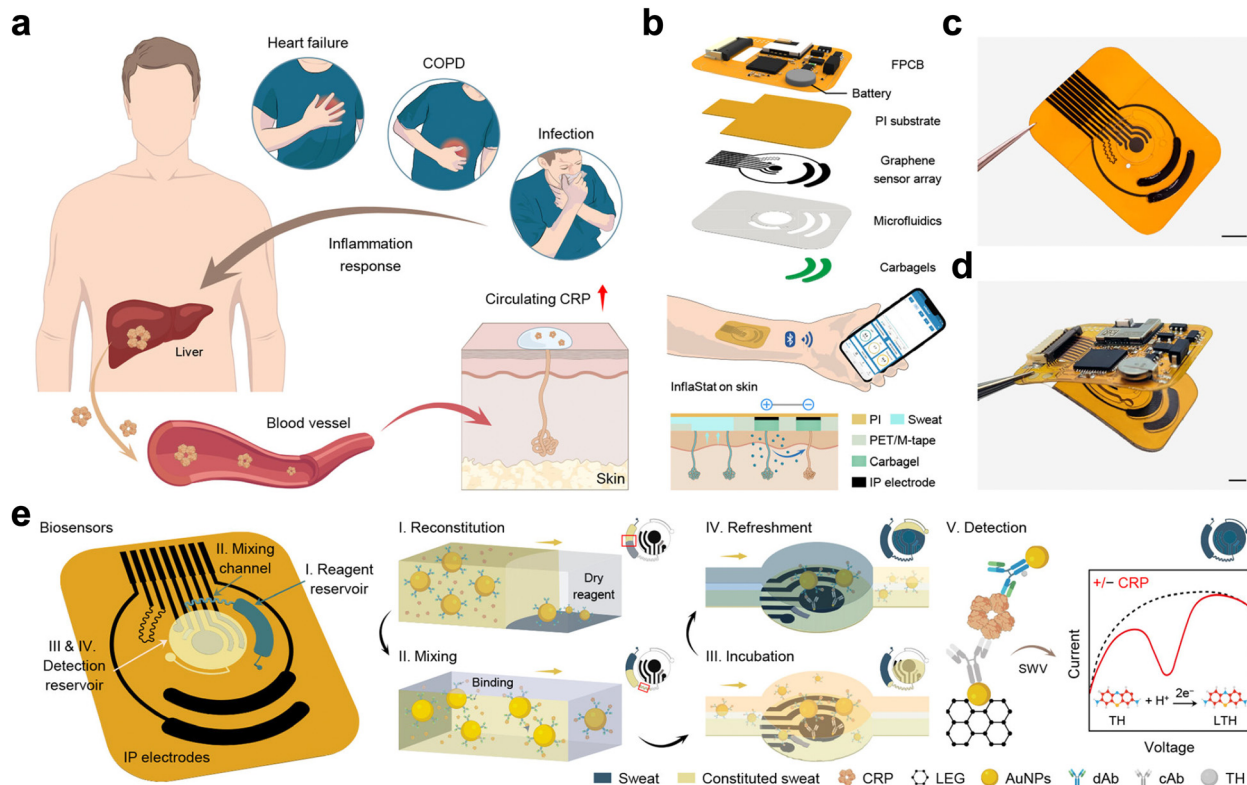 a
Heart failure
COPD
Infection
Inflammation
response
Liver
Circulating CRP
Blood vessel
Skin
b
FPCB
Battery
PI substrate
Graphene
sensor array
Microfluidics
Carbagels
InflaStat on skin
PI
Sweat
PET/M-tape
Carbagel
IP electrode
c
d
e
Biosensors
II. Mixing
channel
I. Reagent
reservoir
III & IV.
Detection
reservoir
IP electrodes
I. Reconstitution
Dry
reagent
II. Mixing
Binding
IV. Refreshment
III. Incubation
V. Detection
SWV
+/− CRP
Current
TH
+ H⁺
2e⁻
LTH
Voltage
Sweat
Constituted sweat
CRP
LEG
AuNPs
dAb
cAb
TH